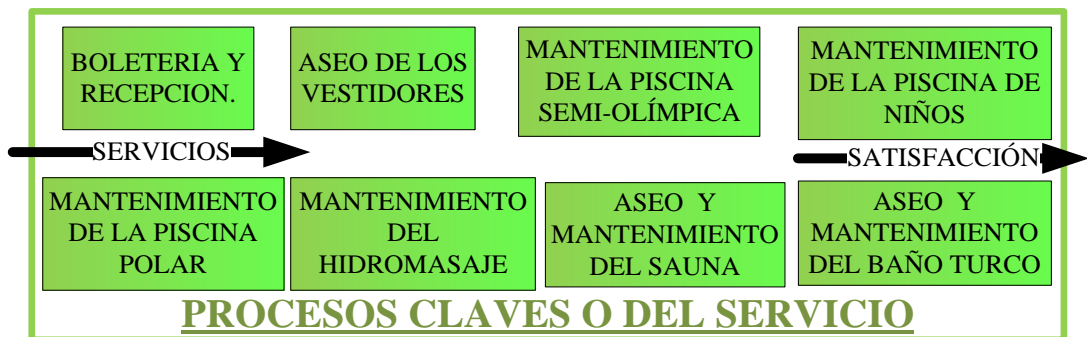 BOLETERIA Y
RECEPCION.
ASEO DE LOS
VESTIDORES
MANTENIMIENTO
DE LA PISCINA
SEMI-OLÍMPICA
MANTENIMIENTO
DE LA PISCINA DE
NIÑOS
SERVICIOS
SATISFACCIÓN
MANTENIMIENTO
DE LA PISCINA
POLAR
MANTENIMIENTO
DEL
HIDROMASAJE
ASEO Y
MANTENIMIENTO
DEL SAUNA
ASEO Y
MANTENIMIENTO
DEL BAÑO TURCO
PROCESOS CLAVES O DEL SERVICIO